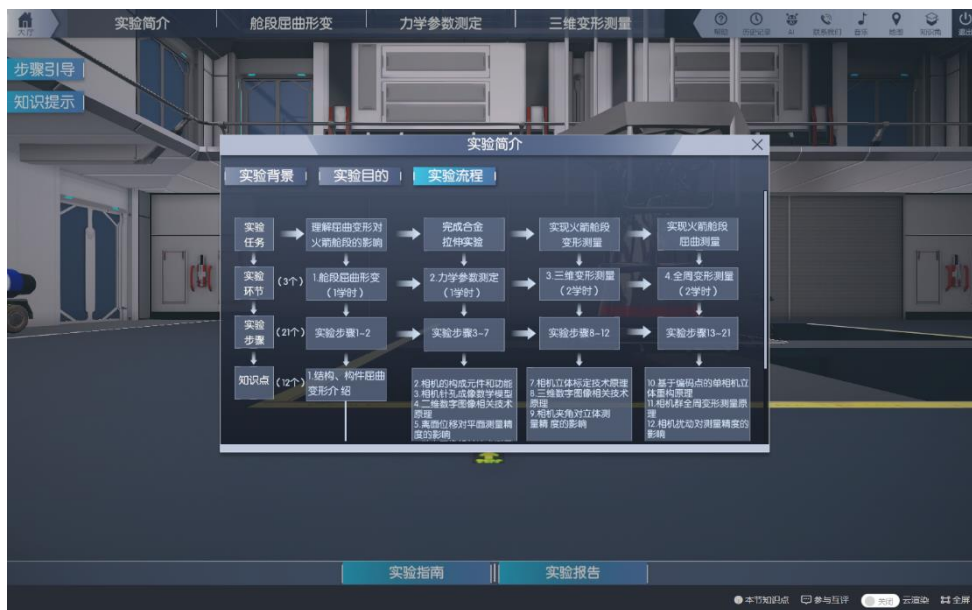 实验简介
舱段屈曲形变
力学参数测定
三维变形测量
大厅
帮助
历史记录
AI
联系我们
音乐
地图
知识角
退出
步骤引导
知识提示
实验简介
实验背景
实验目的
实验流程
实验
任务
理解屈曲变形对
火箭舱段的影响
完成合金
拉伸实验
实现火箭舱段
变形测量
实现火箭舱段
屈曲测量
实验
环节
(3个)
1.舱段屈曲形变
(1学时)
2.力学参数测定
(1学时)
3.三维变形测量
(2学时)
4.全周变形测量
(2学时)
实验
步骤
(21个)
实验步骤1~2
实验步骤3~7
实验步骤8~12
实验步骤13~21
知识点
(12个)
1.结构、构件屈曲
变形介 绍
2.相机的构成元件和功能
3.相机针孔成像数学模型
4.二维数字图像相关技术
原理
5.离面位移对平面测量精
度的影响
7.相机立体标定技术原理
8.三维数字图像相关技术
原理
9.相机夹角对立体测
量精 度的影响
10.基于编码点的单相机立
体重构原理
11.相机群全周变形测量原
理
12.相机扰动对测量精度的
影响
实验指南
实验报告
本节知识点
参与互评
关闭
云渲染
全屏